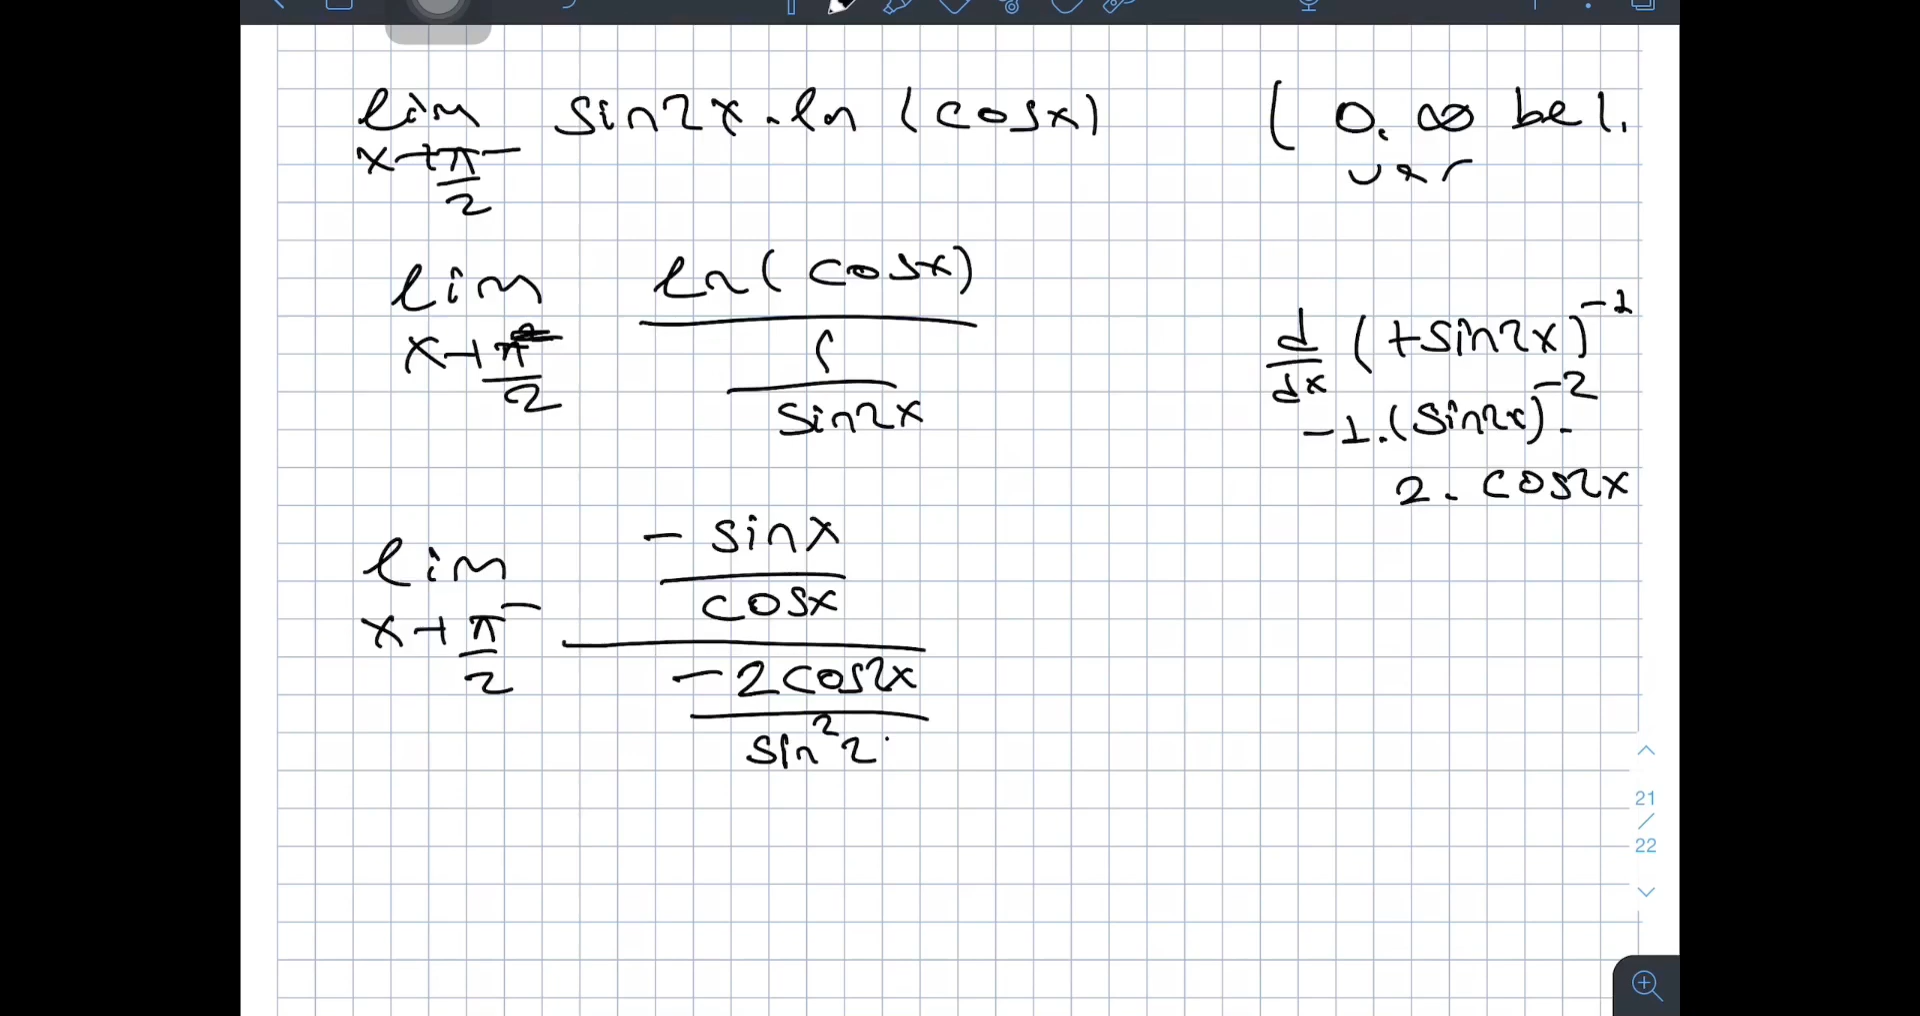 lim x→π/2⁻ sin2x . ln (cosx) ( 0.∞ bel.
var
lim x→π/2 ln(cosx) / (1 / sin2x)
d/dx (+sin2x)⁻¹
-1.(sin2x)⁻² .
2. cos2x
lim x→π/2⁻ (-sinx / cosx) / (-2cos2x / sin²2
21
/
22